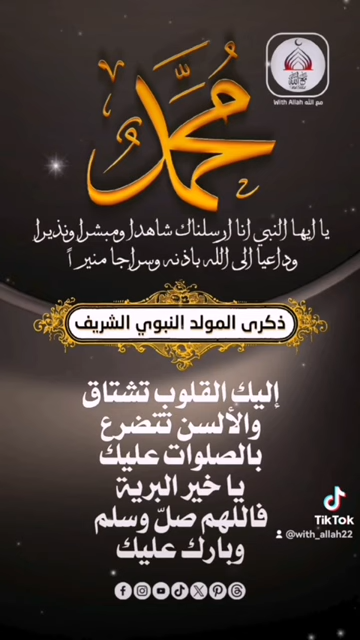 With Allah مع الله
محمد
يا ايها النبي انا ارسلناك شاهدا ومبشرا ونذيرا
وداعيا الى الله باذنه وسراجا منيرا
ذكرى المولد النبوي الشريف
إليك القلوب تشتاق
والألسن تتضرع
بالصلوات عليك
يا خير البرية
فاللهم صلّ وسلم
وبارك عليك
TikTok
@with_allah22